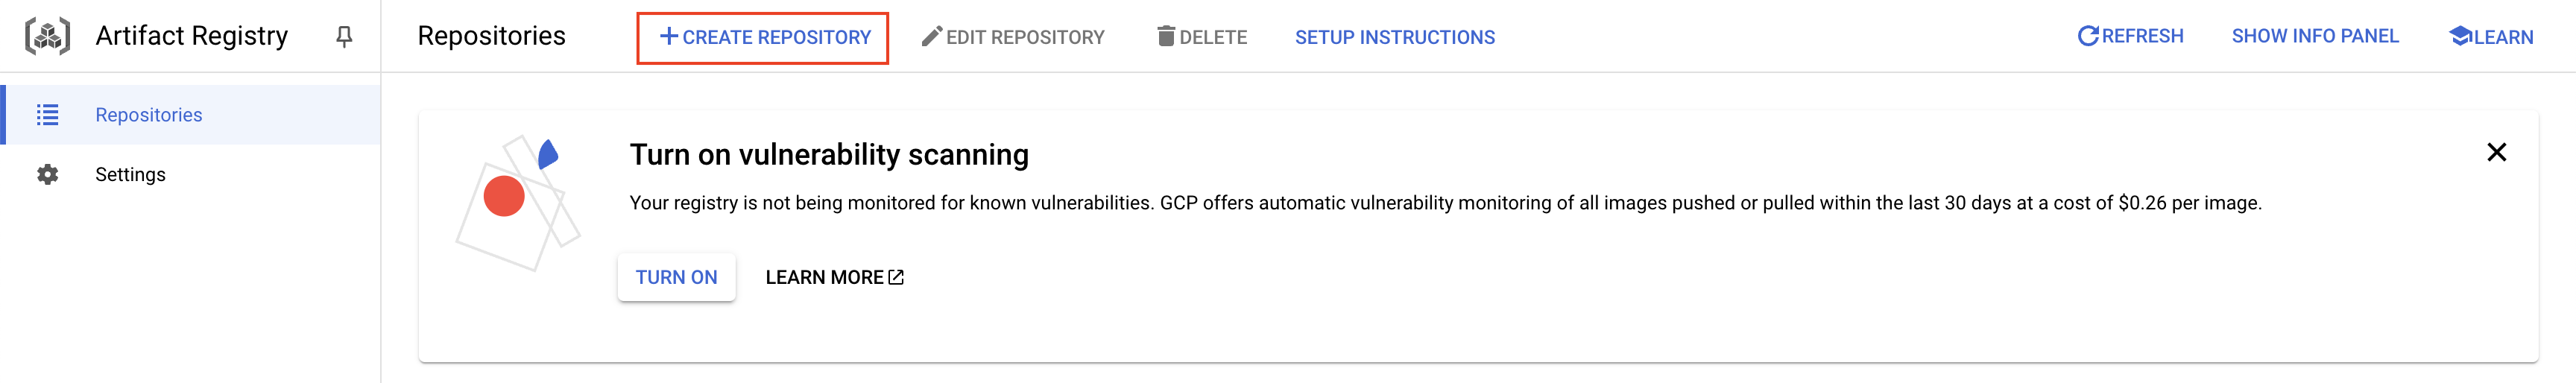 Artifact Registry
Repositories
+ CREATE REPOSITORY
EDIT REPOSITORY
DELETE
SETUP INSTRUCTIONS
REFRESH
SHOW INFO PANEL
LEARN
Repositories
Settings
Turn on vulnerability scanning
Your registry is not being monitored for known vulnerabilities. GCP offers automatic vulnerability monitoring of all images pushed or pulled within the last 30 days at a cost of $0.26 per image.
TURN ON
LEARN MORE